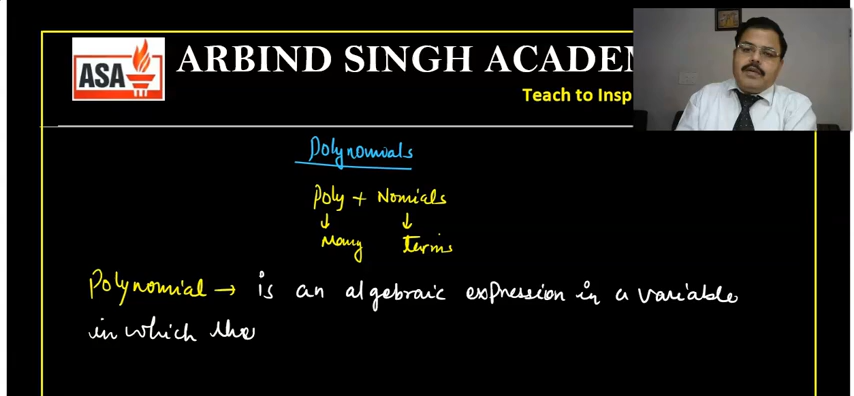 ASA
ARBIND SINGH ACADEM
Teach to Insp
Polynomials
Poly + Nomials
↓ ↓
Many terms
Polynomial → is an algebraic expression in a variable
in which the